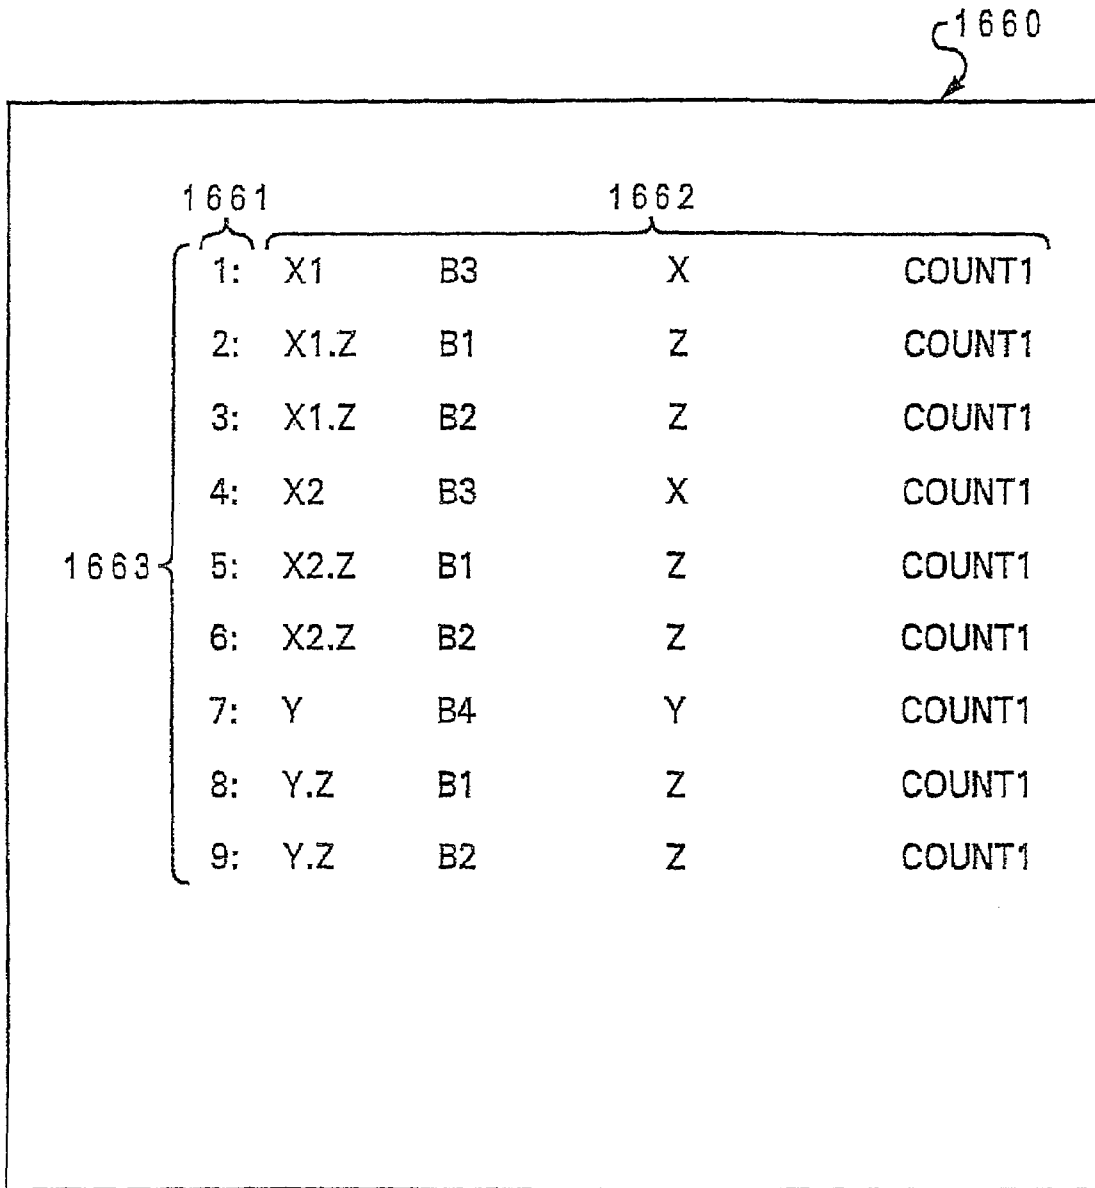 1660
1661 1662
1: X1 B3 X COUNT1
2: X1.Z B1 Z COUNT1
3: X1.Z B2 Z COUNT1
4: X2 B3 X COUNT1
1663 5: X2.Z B1 Z COUNT1
6: X2.Z B2 Z COUNT1
7: Y B4 Y COUNT1
8: Y.Z B1 Z COUNT1
9: Y.Z B2 Z COUNT1